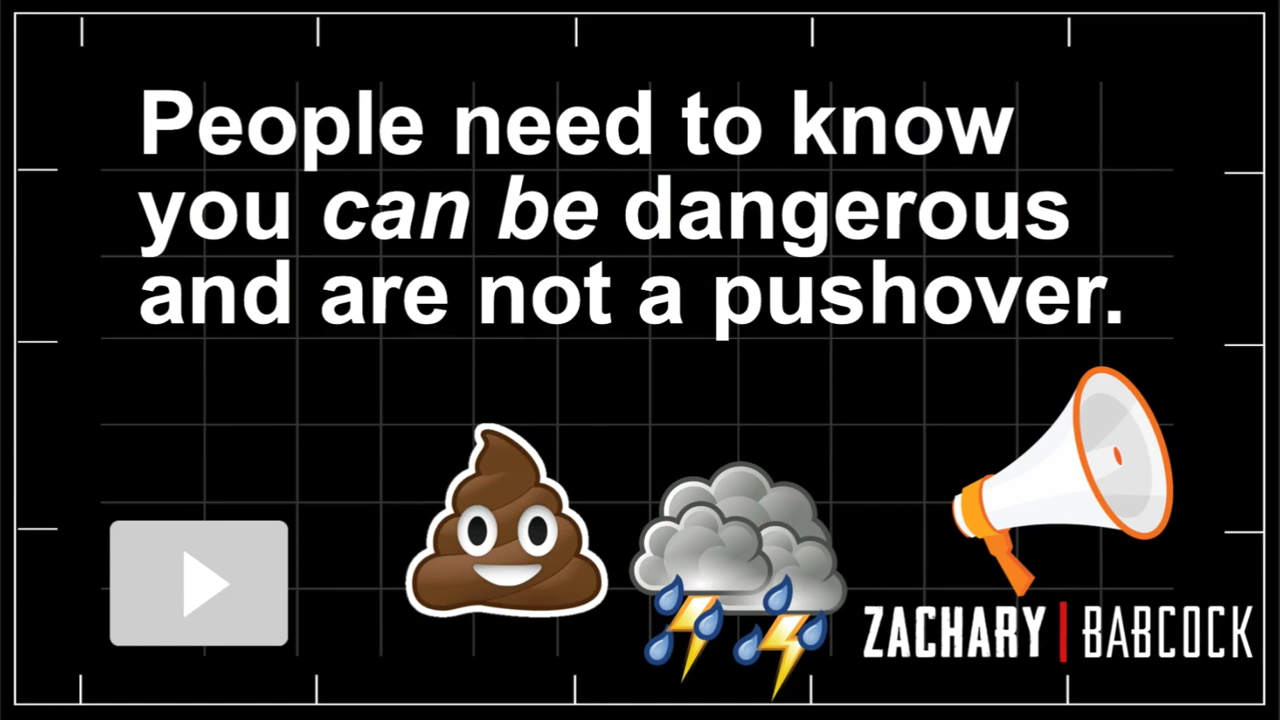 People need to know
you can be dangerous
and are not a pushover.
ZACHARY | BABCOCK